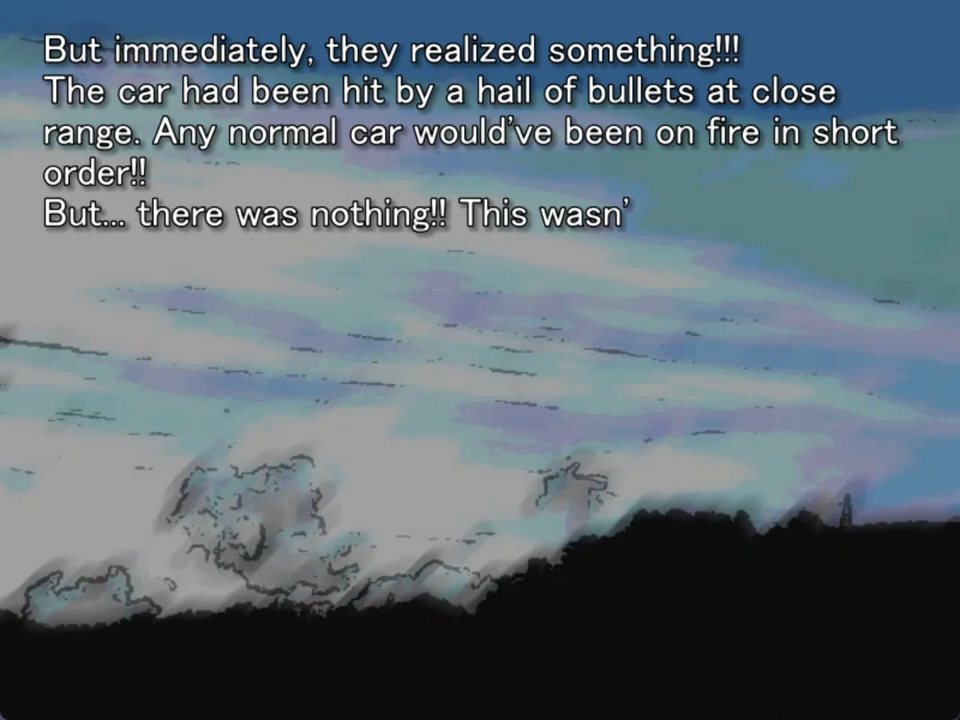 But immediately, they realized something!!!
The car had been hit by a hail of bullets at close
range. Any normal car would've been on fire in short
order!!
But... there was nothing!! This wasn'